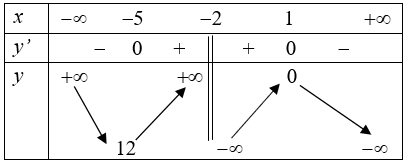 x −∞ −5 −2 1 +∞
y’ − 0 + + 0 −
y +∞ +∞ 0
12 −∞ −∞